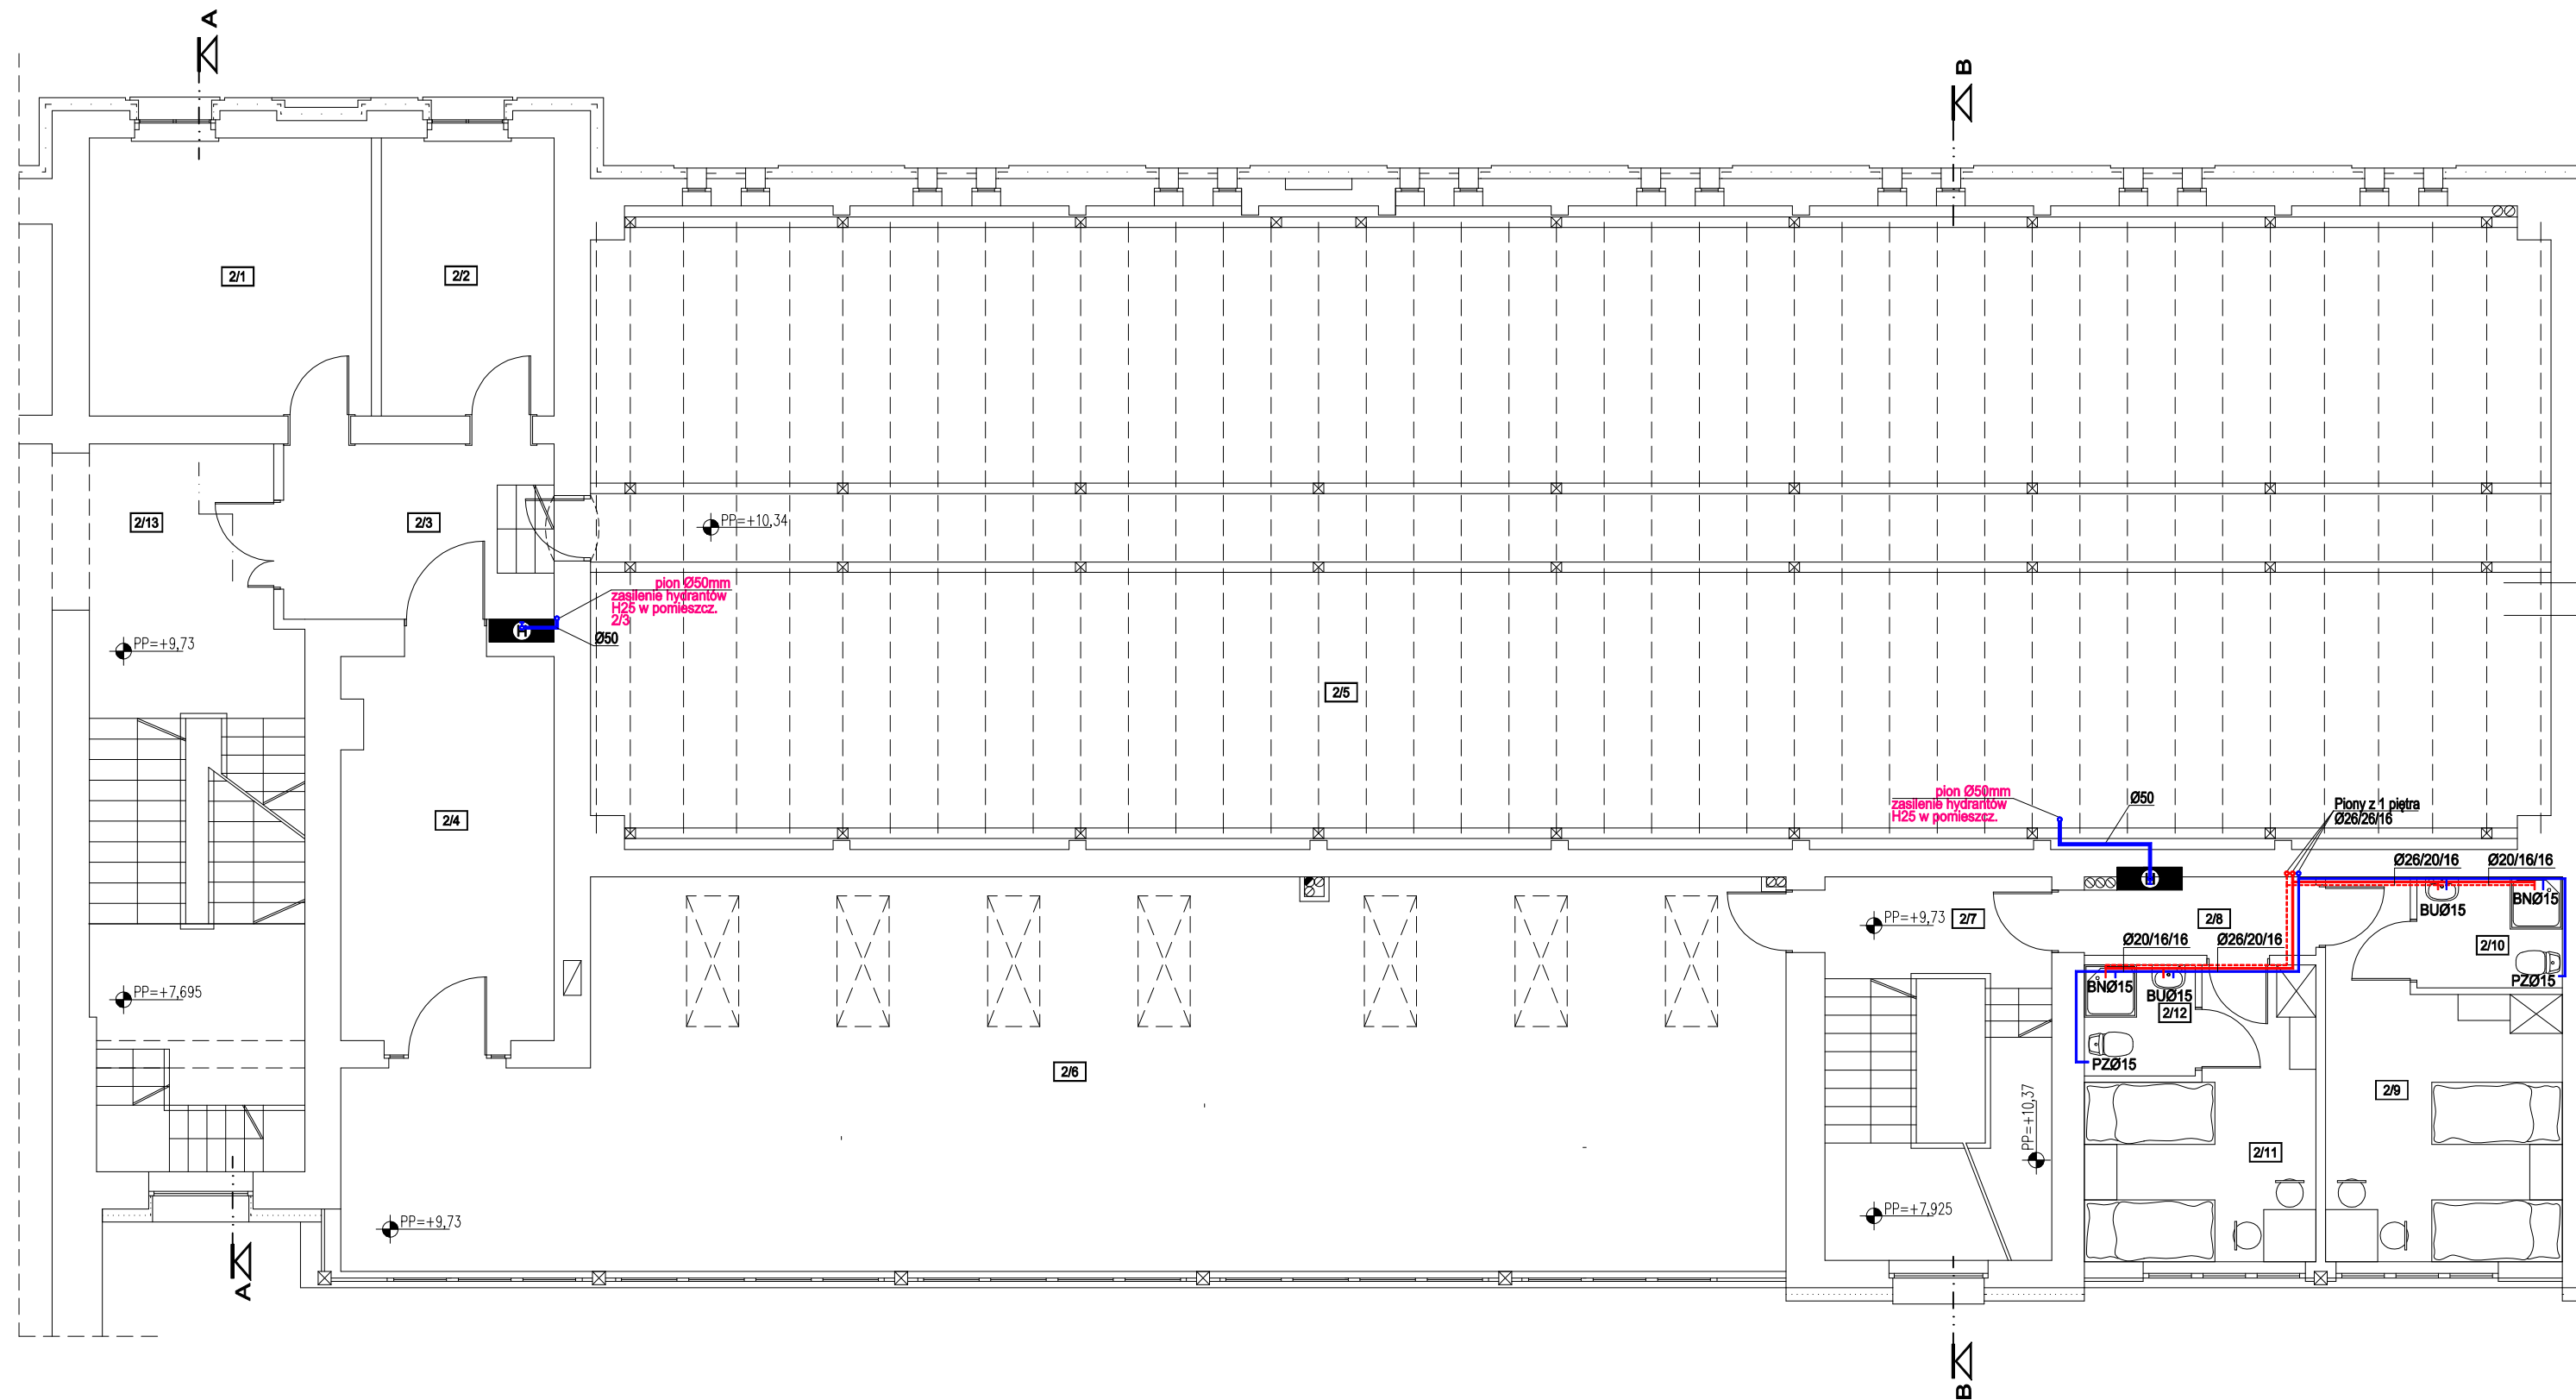 A
B
2/1
2/2
2/13
2/3
PP=+10,34
pion Ø50mm
zasilenie hydrantów
H25 w pomieszcz.
2/3
Ø50
H
PP=+9,73
2/5
2/4
pion Ø50mm
zasilenie hydrantów
H25 w pomieszcz.
Ø50
Piony z 1 piętra
Ø26/26/16
Ø26/20/16
Ø20/16/16
H
BUØ15
BNØ15
PP=+9,73
2/7
2/8
Ø20/16/16
Ø26/20/16
2/10
PZØ15
BNØ15
BUØ15
2/12
PP=+7,695
PZØ15
2/6
2/9
PP=+10,37
2/11
PP=+9,73
PP=+7,925
A
B